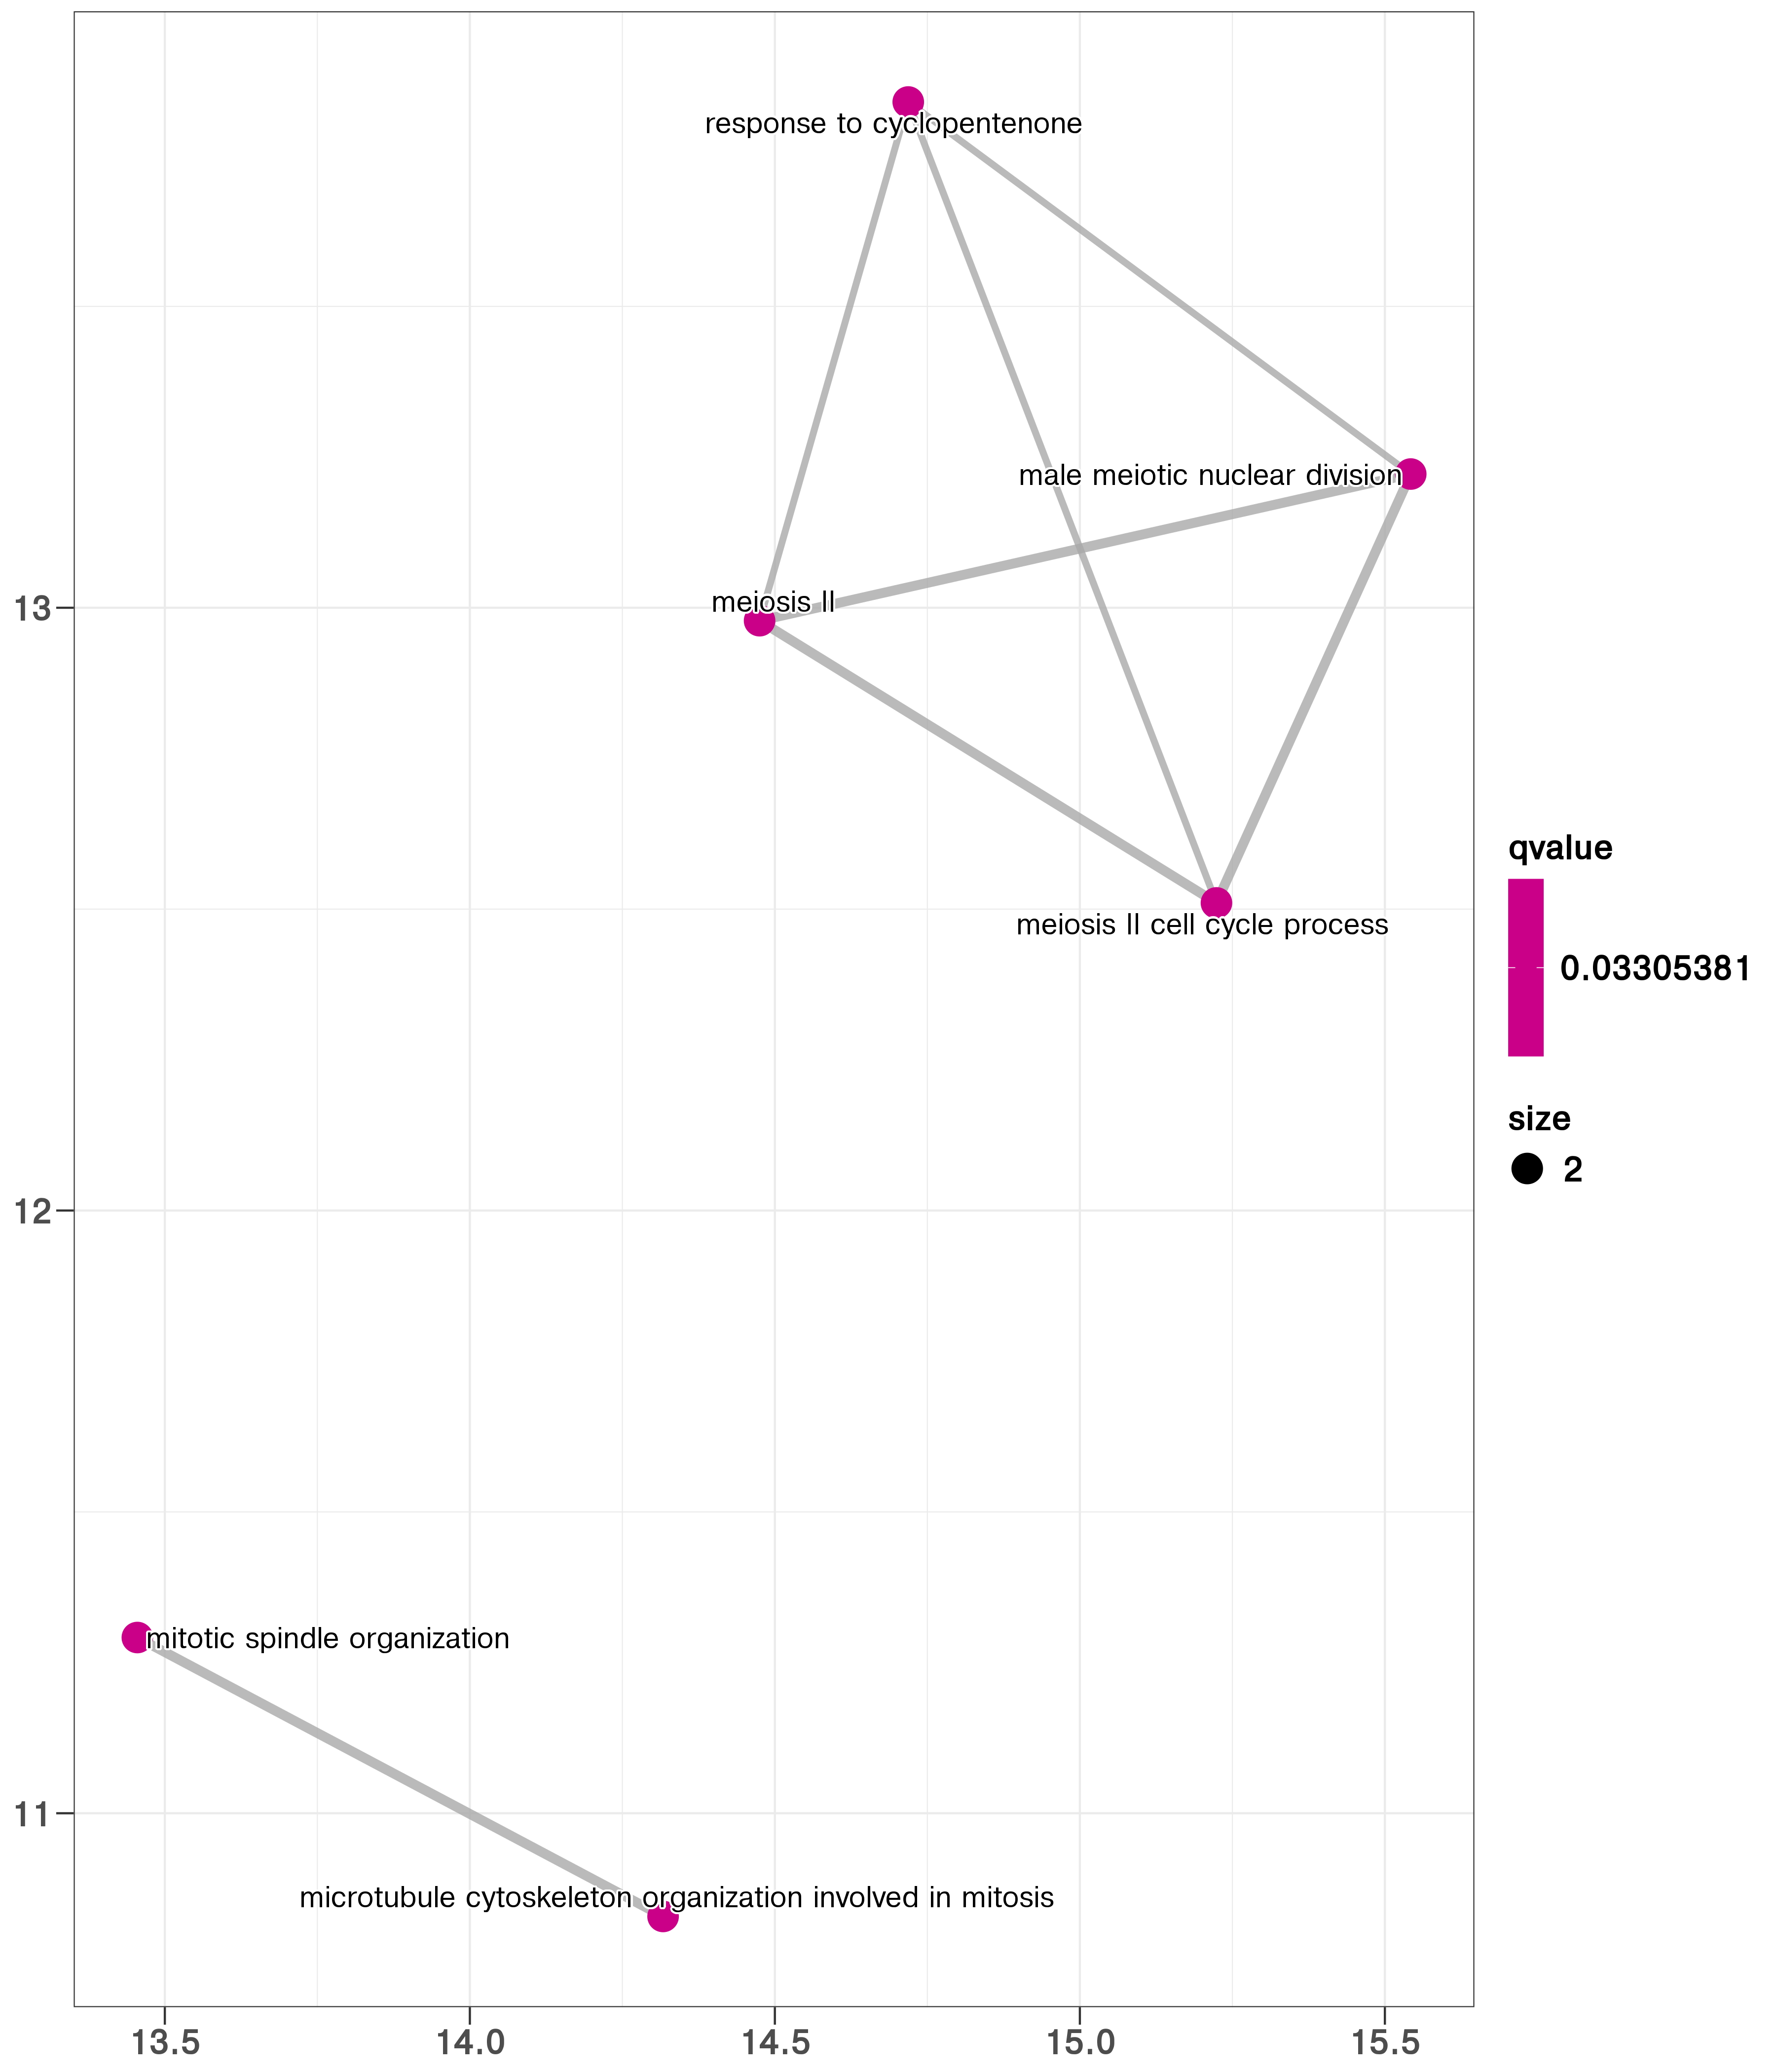 response to cyclopentenone
male meiotic nuclear division
meiosis II
meiosis II cell cycle process
mitotic spindle organization
microtubule cytoskeleton organization involved in mitosis
13
12
11
13.5
14.0
14.5
15.0
15.5
qvalue
0.03305381
size
2